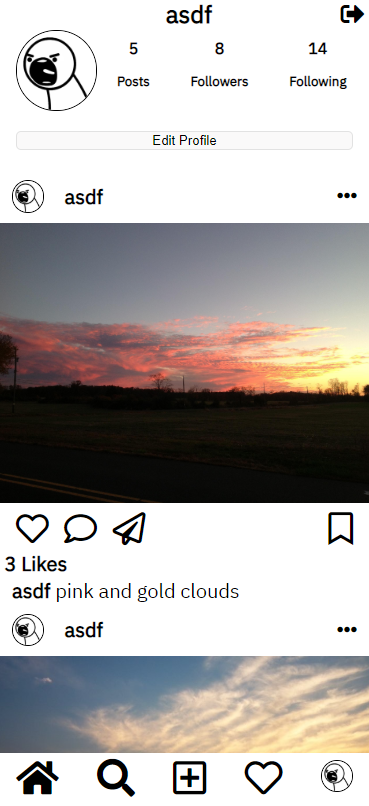 asdf
5 8 14
Posts Followers Following
Edit Profile
asdf
3 Likes
asdf pink and gold clouds
asdf